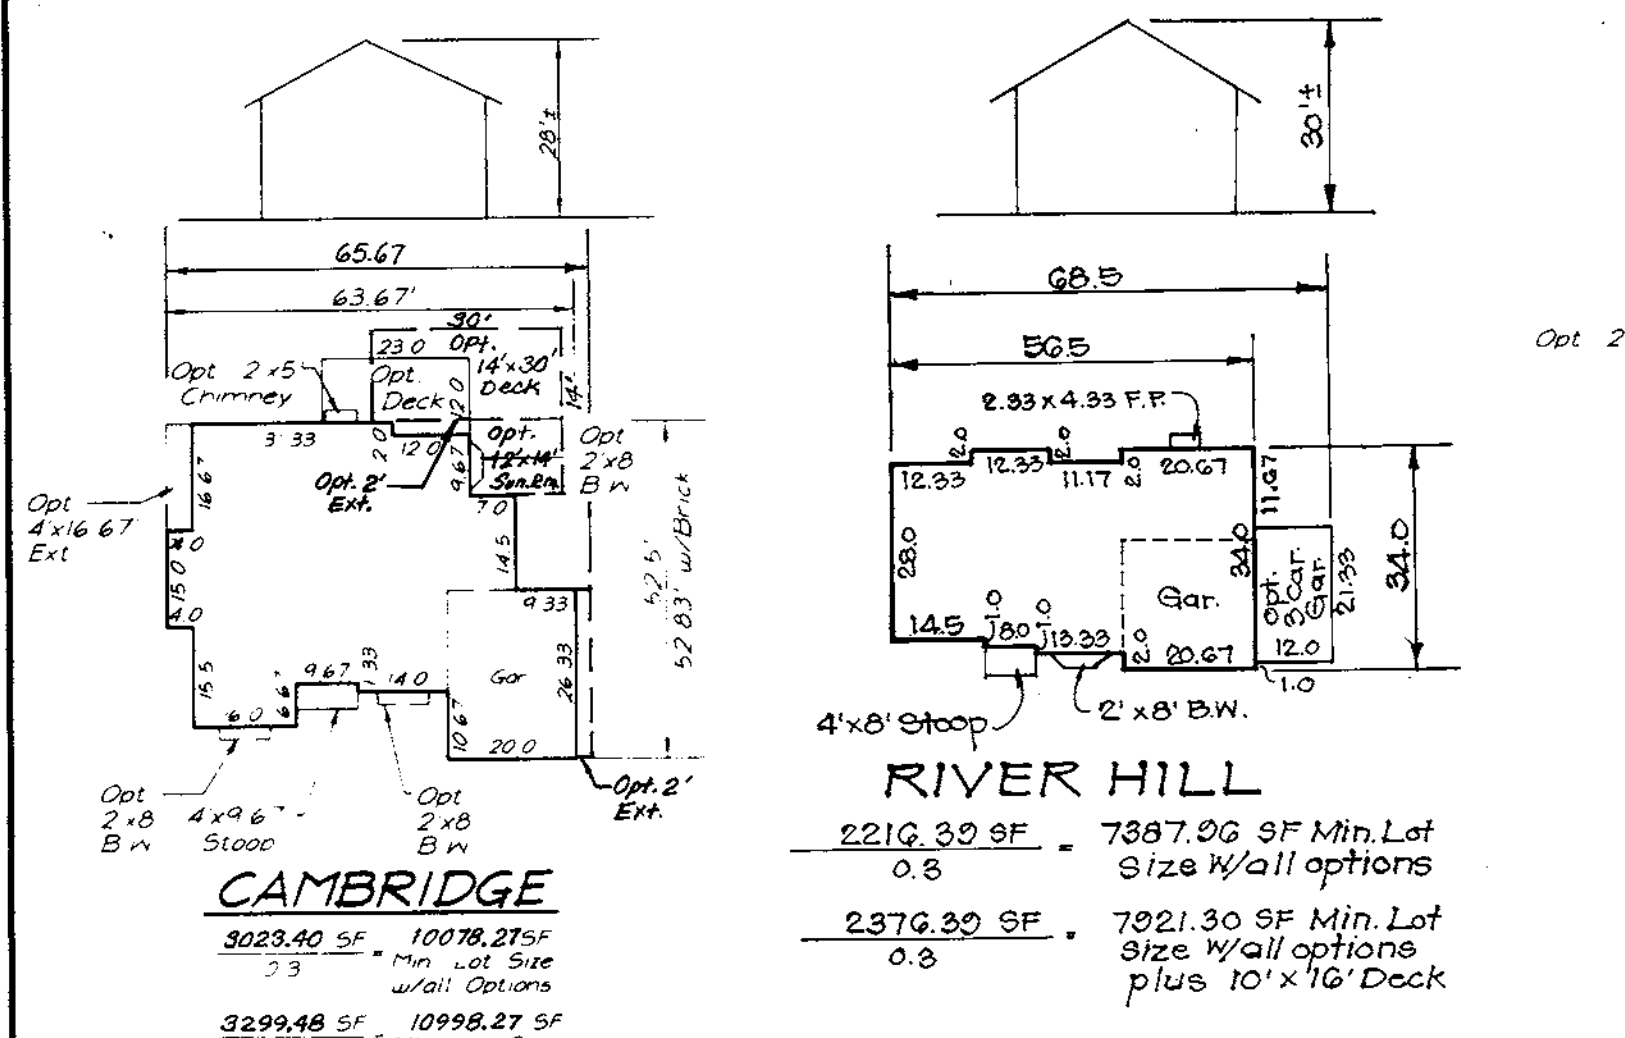 28'±
65.67
63.67'
30'
Opt.
14'x30'
Deck
14'
23.0
Opt.
Deck
12.0
Opt 2x5
Chimney
3 33
2.0
12.0
9.67
Opt.
12'x14'
Sun.Rm.
Opt
2'x8
B W
Opt. 2'
Ext.
7 0
16.67
Opt
4'x16 67'
Ext
4.0
15 0
4.0
14.5
9 33
52.5'
52 83' w/Brick
15.5
6.67
9.67
1.33
14.0
Gar
26 33
6 0
10.67
20 0
Opt. 2'
Ext.
Opt
2 x8
B W
4'x9.6
Stoop
Opt
2'x8
B W
CAMBRIDGE
3023.40 SF = 10078.27SF
0.3
Min Lot Size
w/all Options
3299.48 SF 10998.27 SF
30'±
68.5
56.5
2.33 x 4.33 F.P.
12.33
2.0
12.33
2.0
11.17
2.0
20.67
11.67
28.0
34.0
34.0
Gar.
Opt.
3 Car.
Gar.
21.33
14.5
1.0
8.0
1.0
13.33
2.0
20.67
12.0
1.0
4'x8' Stoop
2'x8' B.W.
RIVER HILL
2216.39 SF = 7387.96 SF Min. Lot
0.3
Size W/all options
2376.39 SF = 7921.30 SF Min. Lot
0.3
Size W/all options
plus 10'x16' Deck
Opt 2